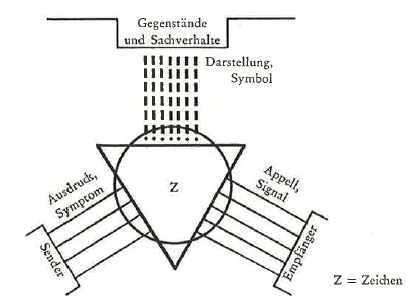 Gegenstände
und Sachverhalte
Darstellung,
Symbol
Ausdruck,
Symptom
Appell,
Signal
Z
Sender
Empfänger
Z = Zeichen